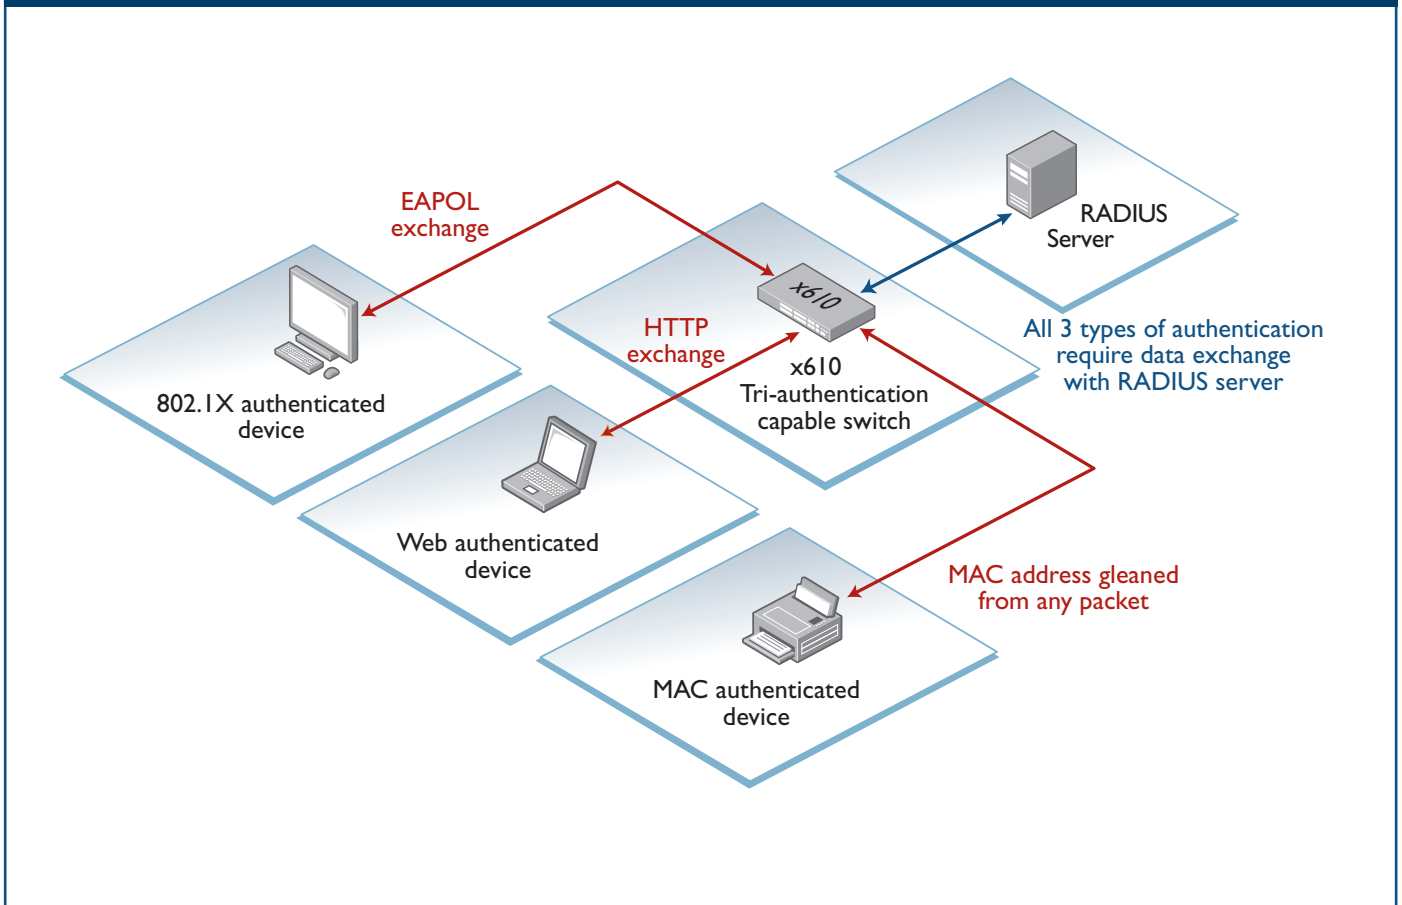 EAPOL
exchange
RADIUS
Server
x610
HTTP
exchange
All 3 types of authentication
require data exchange
with RADIUS server
x610
Tri-authentication
capable switch
802.1X authenticated
device
Web authenticated
device
MAC address gleaned
from any packet
MAC authenticated
device